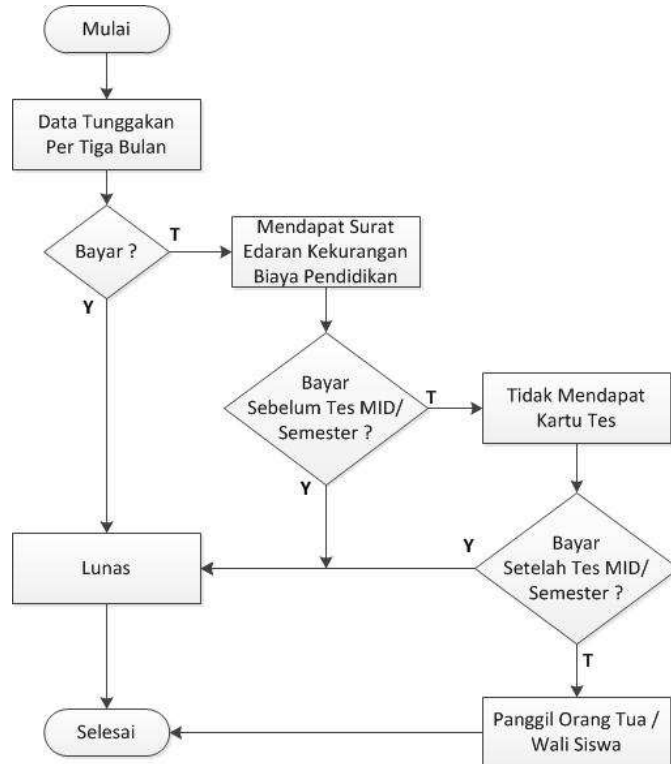 Mulai
Data Tunggakan
Per Tiga Bulan
Bayar ?
T
Y
Mendapat Surat
Edaran Kekurangan
Biaya Pendidikan
Bayar
Sebelum Tes MID/
Semester ?
T
Y
Tidak Mendapat
Kartu Tes
Bayar
Setelah Tes MID/
Semester ?
Y
T
Lunas
Panggil Orang Tua /
Wali Siswa
Selesai